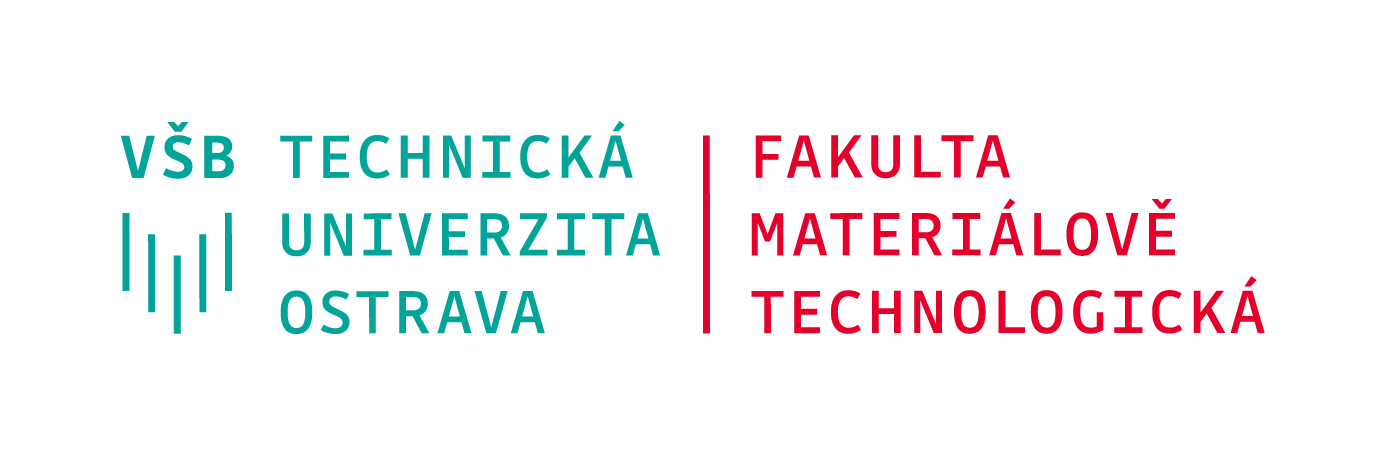 VŠB TECHNICKÁ
UNIVERZITA
OSTRAVA
FAKULTA
MATERIÁLOVĚ
TECHNOLOGICKÁ